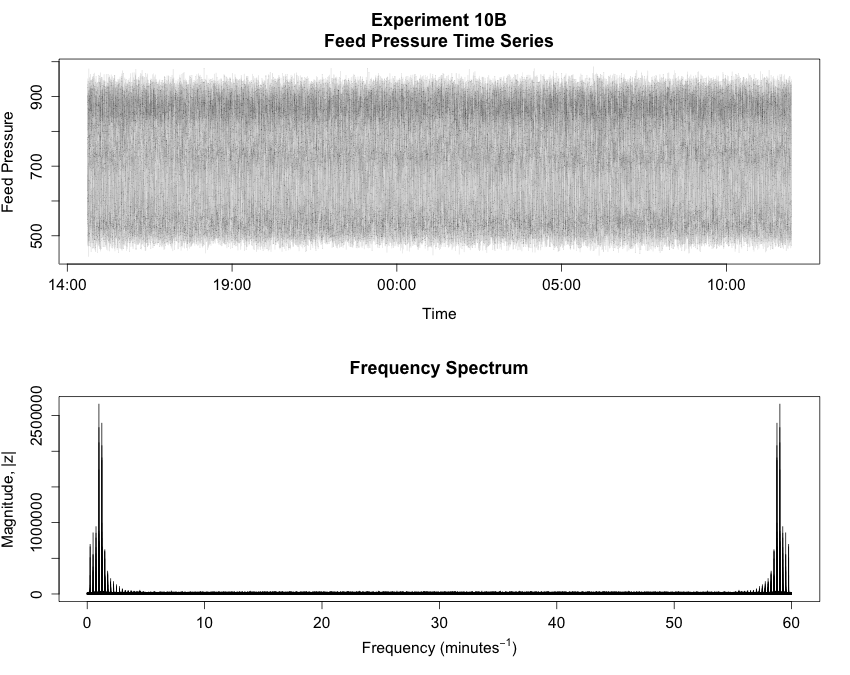 Experiment 10B
Feed Pressure Time Series
Feed Pressure
900
700
500
14:00 19:00 00:00 05:00 10:00
Time
Frequency Spectrum
Magnitude, |z|
2500000
1000000
0
0 10 20 30 40 50 60
Frequency (minutes⁻¹)